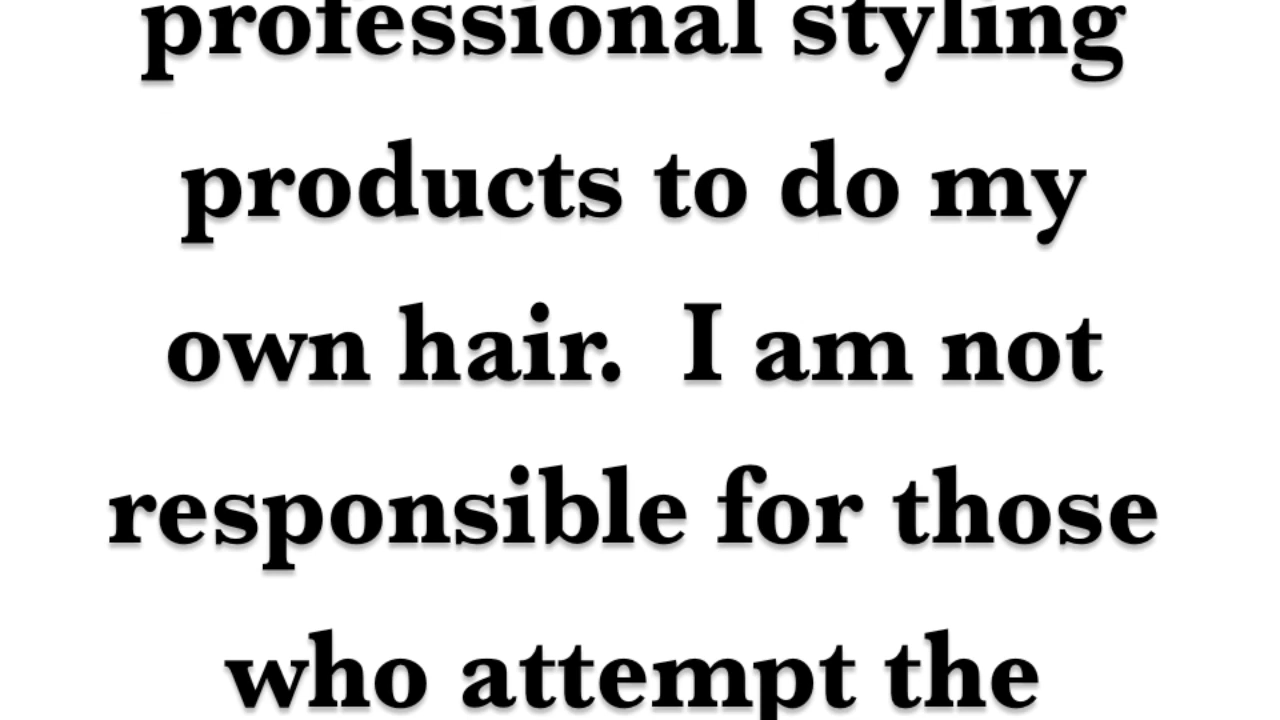 professional styling
products to do my
own hair.  I am not
responsible for those
who attempt the